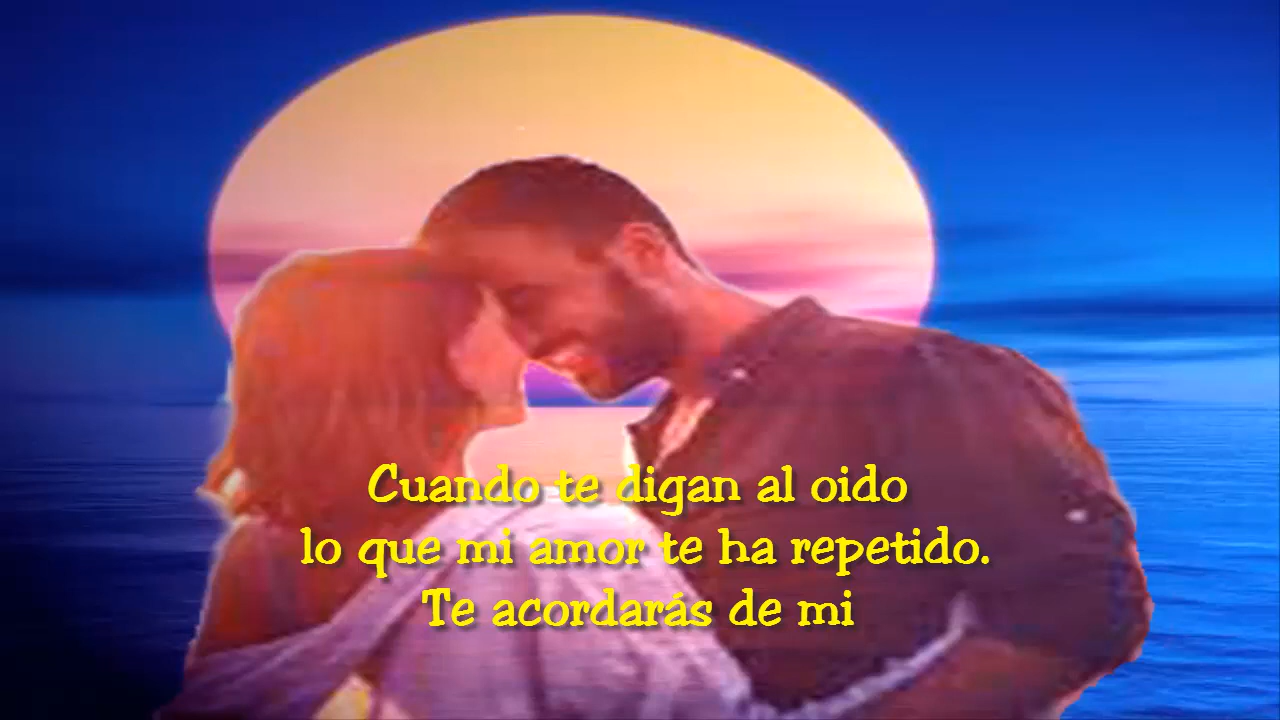 Cuando te digan al oido
lo que mi amor te ha repetido.
Te acordarás de mi